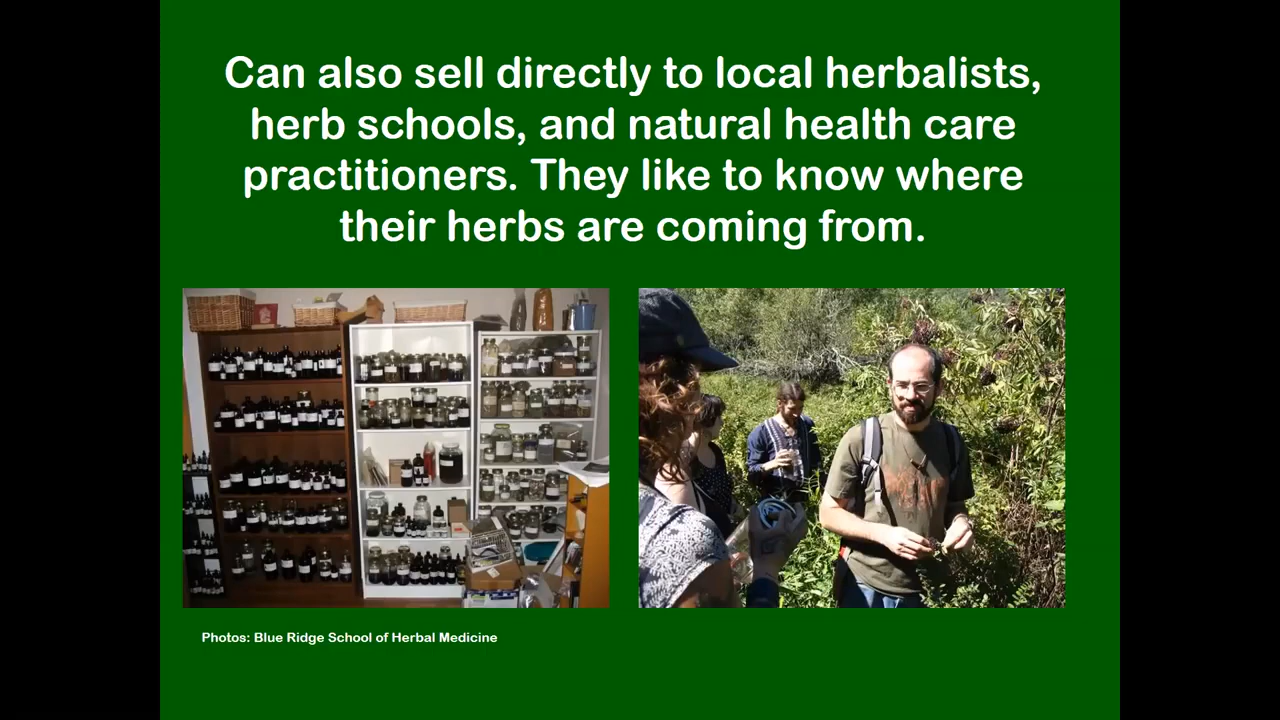 Can also sell directly to local herbalists,
herb schools, and natural health care
practitioners. They like to know where
their herbs are coming from.
Photos: Blue Ridge School of Herbal Medicine